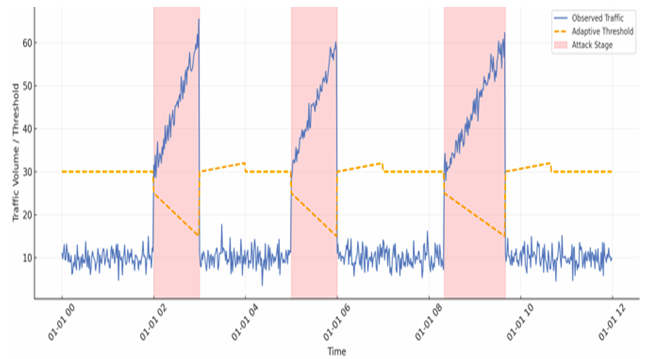 Observed Traffic
Adaptive Threshold
Attack Stage
Traffic Volume / Threshold
60
50
40
30
20
10
01-01 00
01-01 02
01-01 04
01-01 06
01-01 08
01-01 10
01-01 12
Time